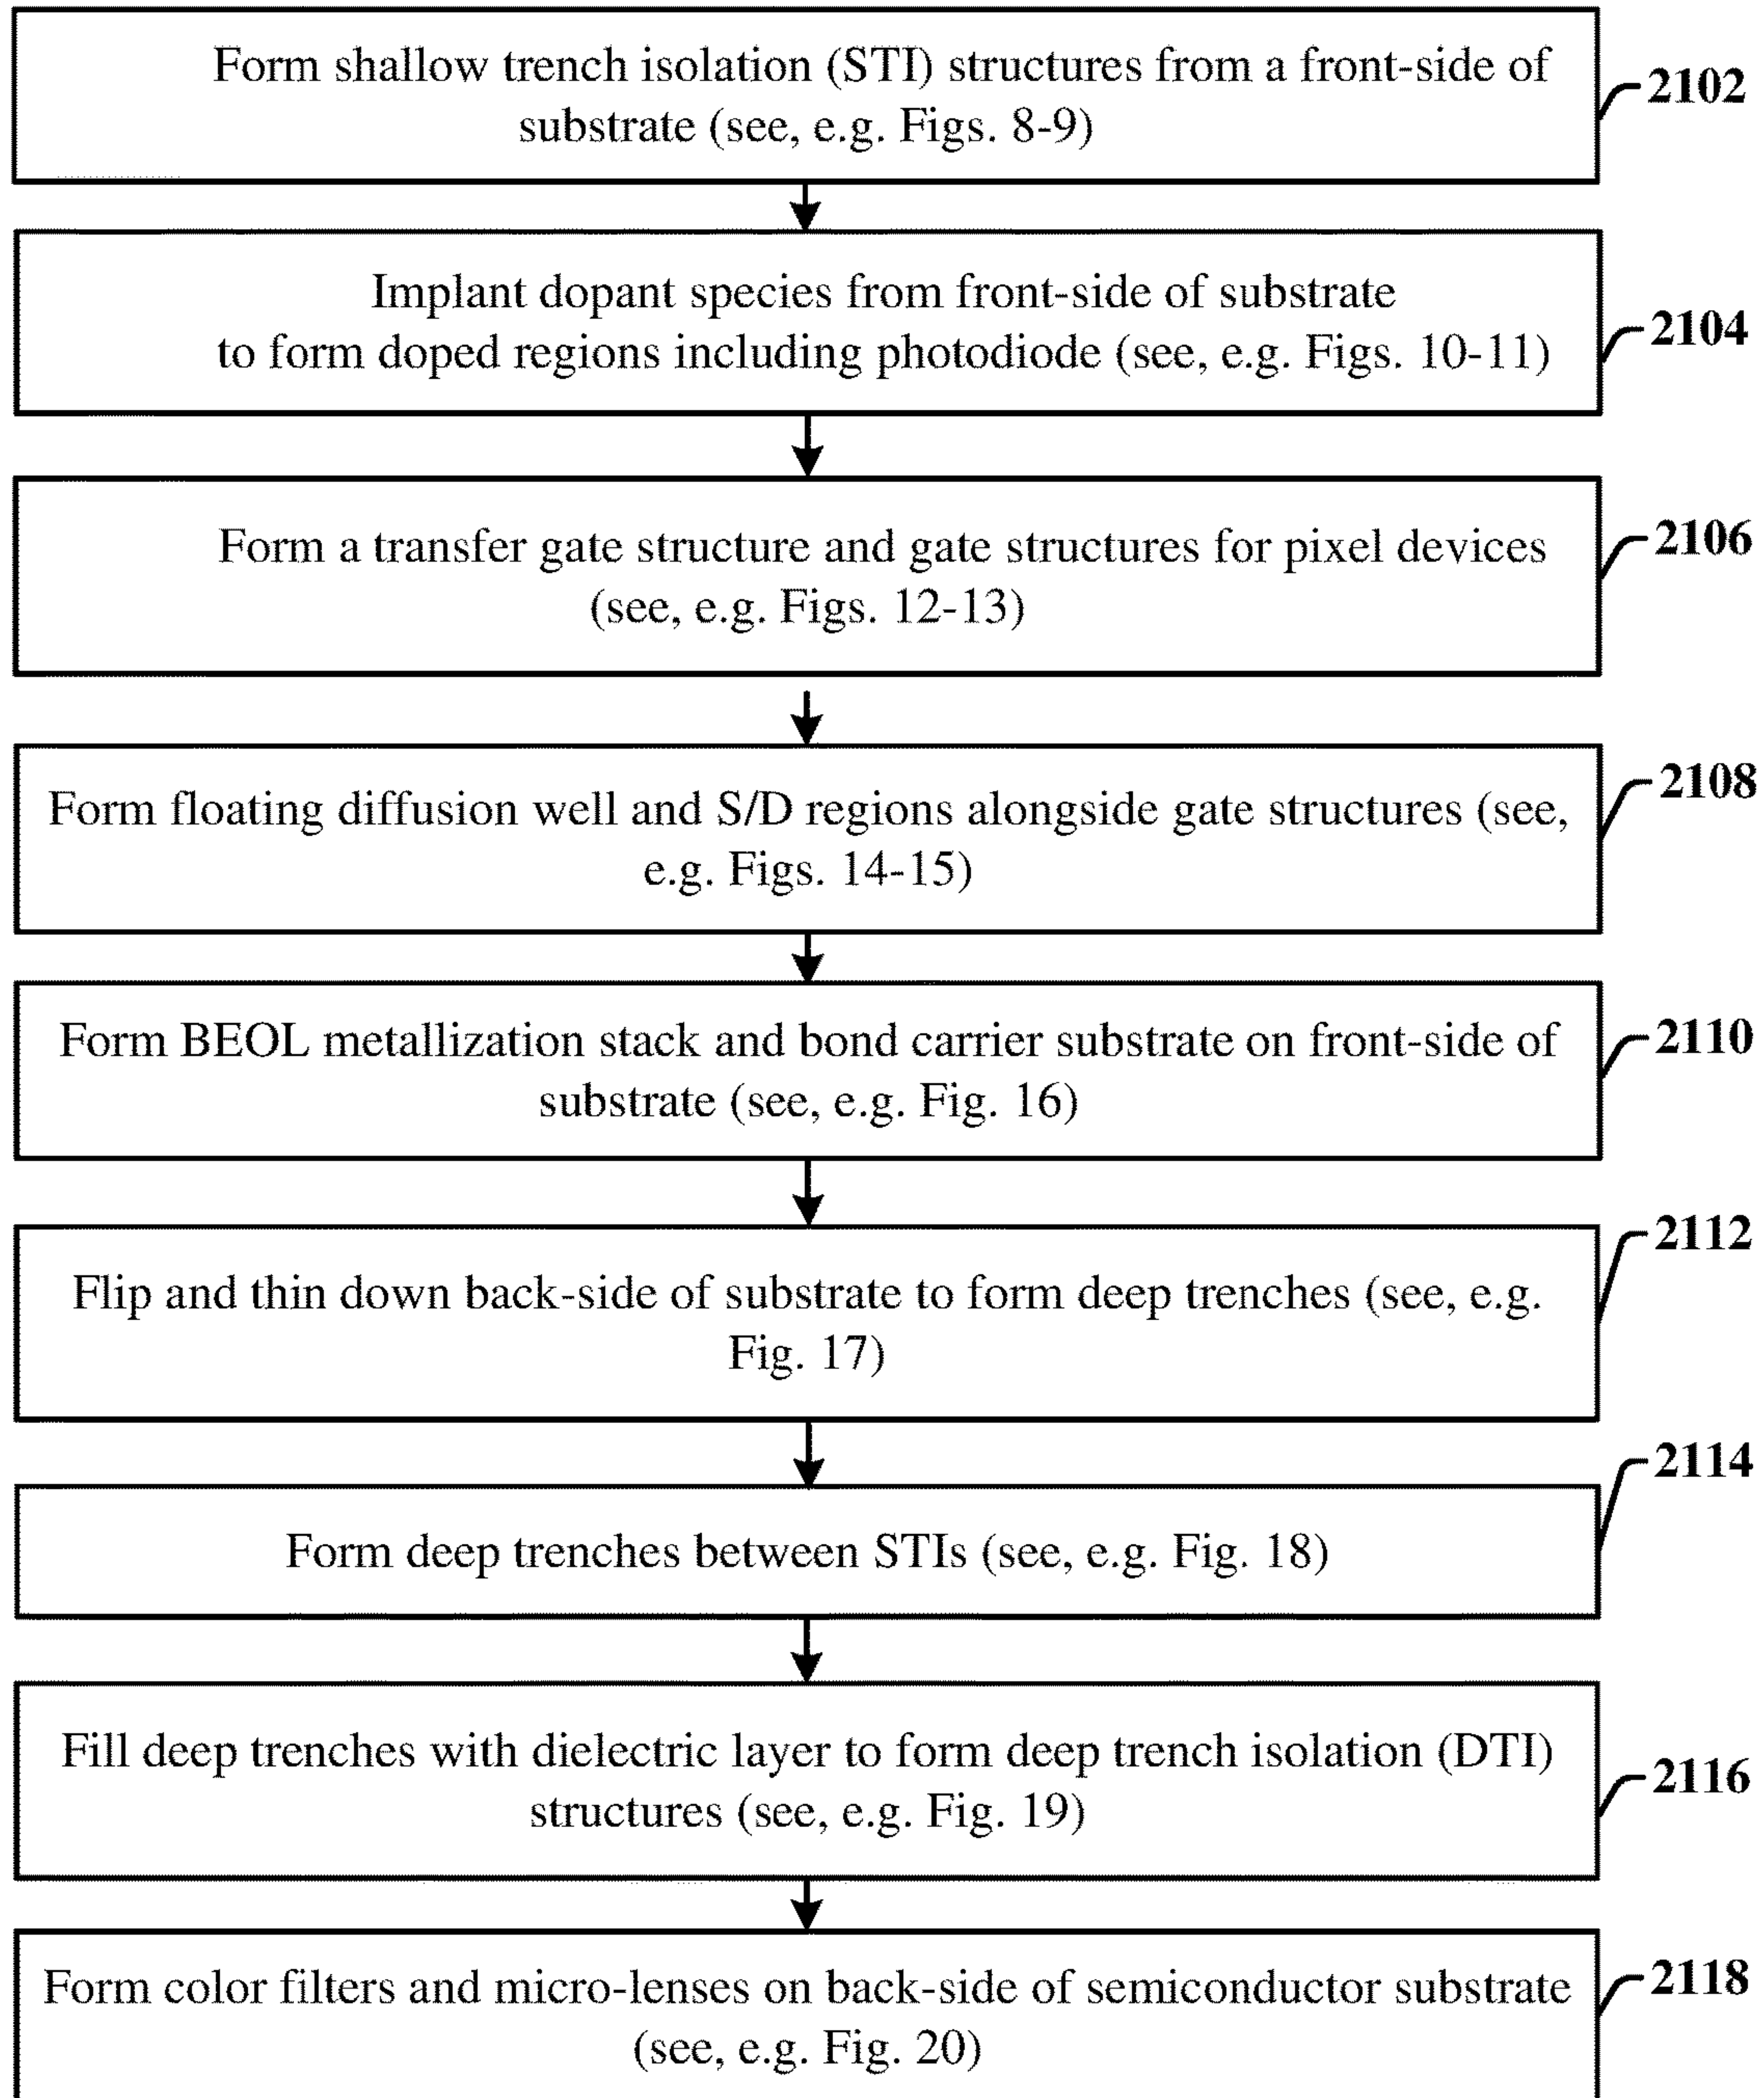 Form shallow trench isolation (STI) structures from a front-side of
substrate (see, e.g. Figs. 8-9)
2102
Implant dopant species from front-side of substrate
to form doped regions including photodiode (see, e.g. Figs. 10-11)
2104
Form a transfer gate structure and gate structures for pixel devices
(see, e.g. Figs. 12-13)
2106
Form floating diffusion well and S/D regions alongside gate structures (see,
e.g. Figs. 14-15)
2108
Form BEOL metallization stack and bond carrier substrate on front-side of
substrate (see, e.g. Fig. 16)
2110
Flip and thin down back-side of substrate to form deep trenches (see, e.g.
Fig. 17)
2112
Form deep trenches between STIs (see, e.g. Fig. 18)
2114
Fill deep trenches with dielectric layer to form deep trench isolation (DTI)
structures (see, e.g. Fig. 19)
2116
Form color filters and micro-lenses on back-side of semiconductor substrate
(see, e.g. Fig. 20)
2118